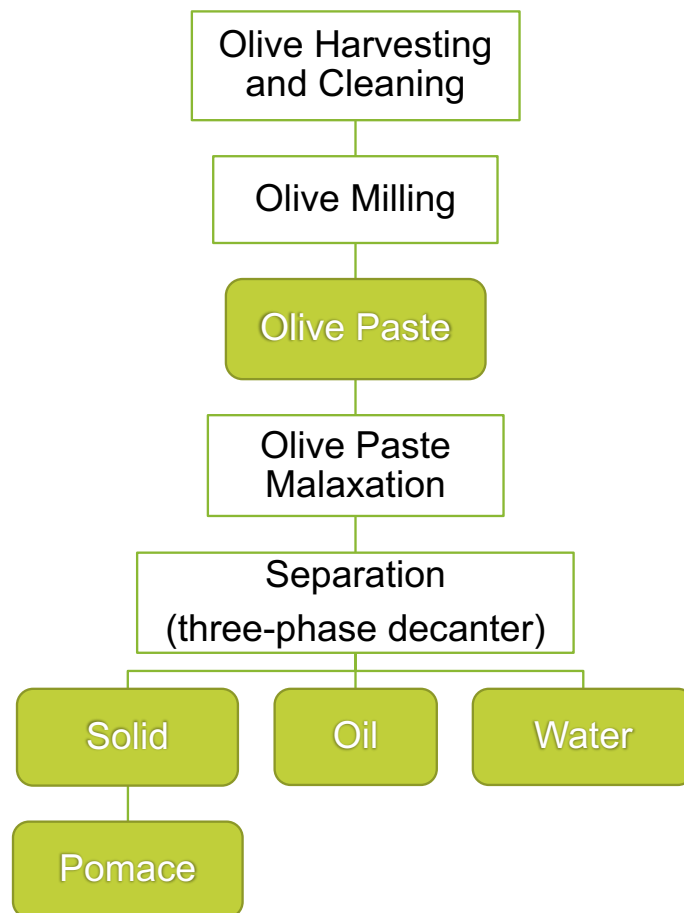 Olive Harvesting
and Cleaning
Olive Milling
Olive Paste
Olive Paste
Malaxation
Separation
(three-phase decanter)
Solid
Oil
Water
Pomace